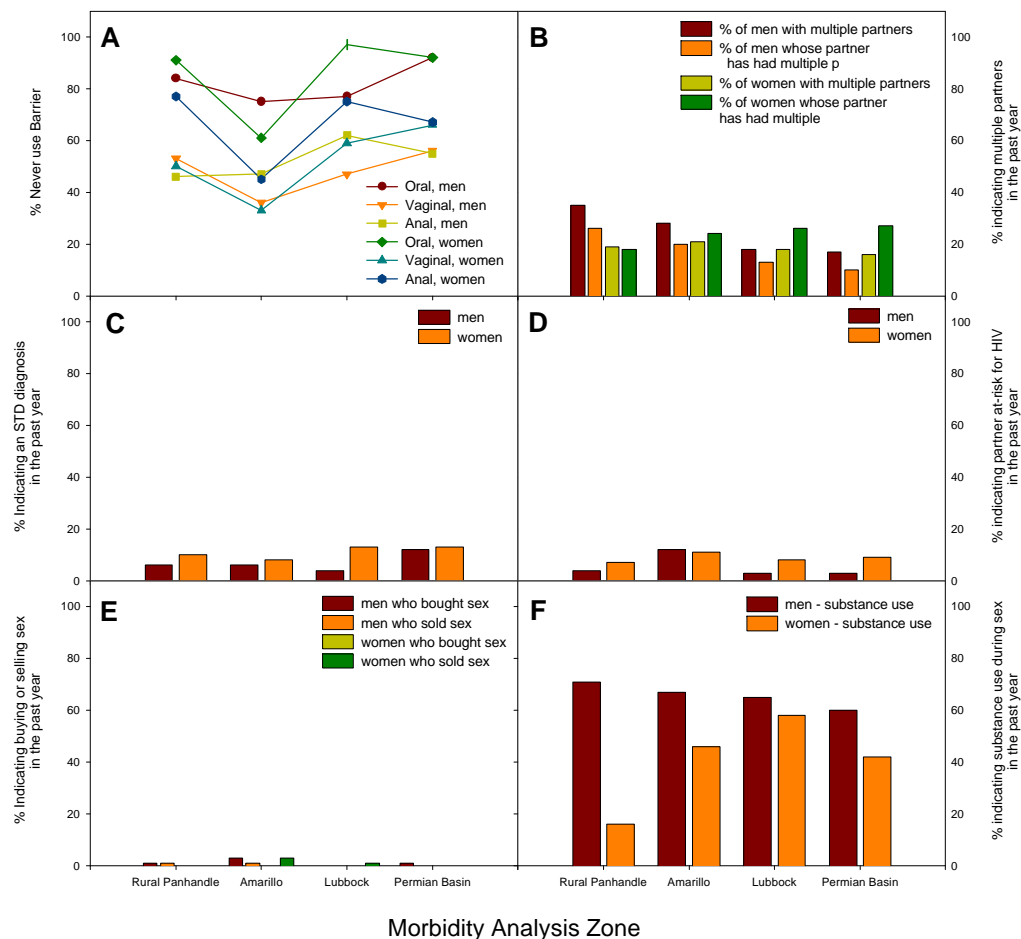 A
% Never use Barrier
100
80
60
40
20
0
Oral, men
Vaginal, men
Anal, men
Oral, women
Vaginal, women
Anal, women
B
% of men with multiple partners
% of men whose partner
has had multiple p
% of women with multiple partners
% of women whose partner
has had multiple
100
80
60
40
20
0
% indicating multiple partners
in the past year
C
% Indicating an STD diagnosis
in the past year
100
80
60
40
20
0
men
women
D
men
women
100
80
60
40
20
0
% indicating partner at-risk for HIV
in the past year
E
% Indicating buying or selling sex
in the past year
100
80
60
40
20
0
men who bought sex
men who sold sex
women who bought sex
women who sold sex
Rural Panhandle Amarillo Lubbock Permian Basin
F
men - substance use
women - substance use
100
80
60
40
20
0
% indicating substance use during sex
in the past year
Rural Panhandle Amarillo Lubbock Permian Basin
Morbidity Analysis Zone